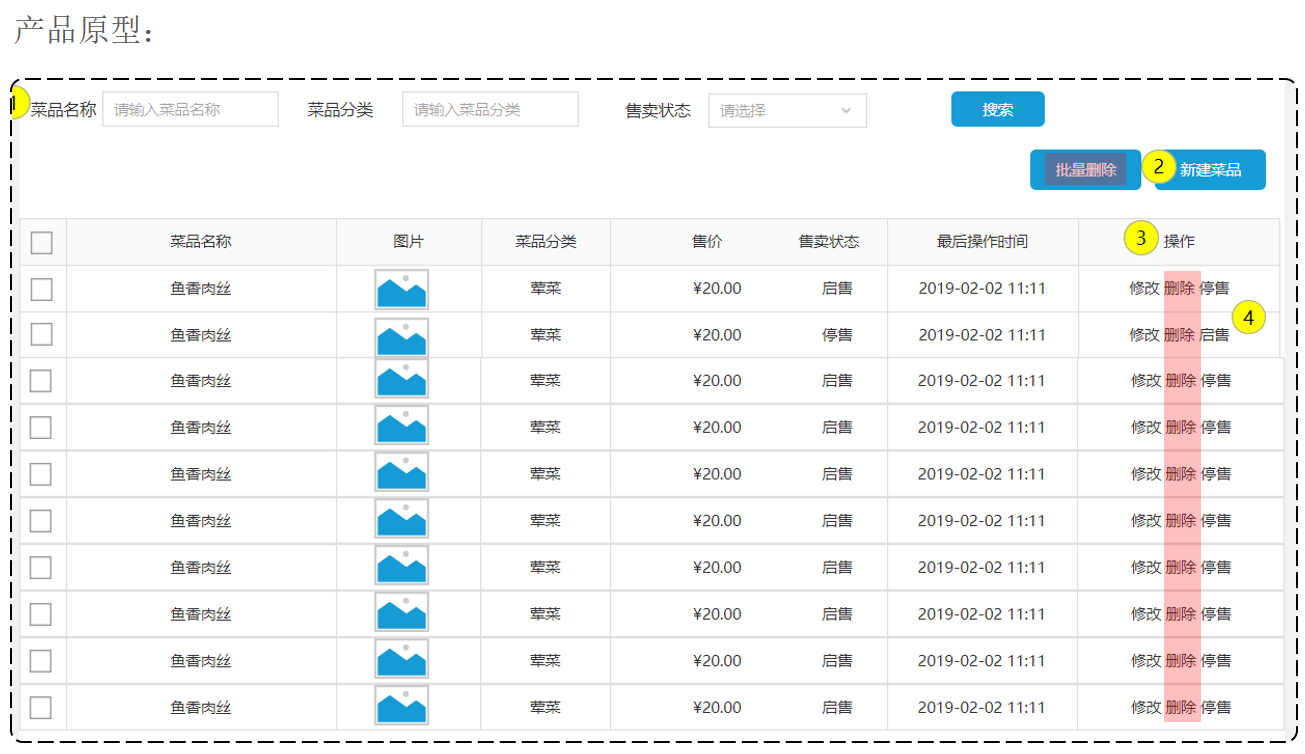 产品原型：
1 菜品名称 请输入菜品名称 菜品分类 请输入菜品分类 售卖状态 请选择 搜索
批量删除 2 新建菜品
菜品名称 图片 菜品分类 售价 售卖状态 最后操作时间 3 操作
鱼香肉丝 荤菜 ¥20.00 启售 2019-02-02 11:11 修改 删除 停售
4
鱼香肉丝 荤菜 ¥20.00 停售 2019-02-02 11:11 修改 删除 启售
鱼香肉丝 荤菜 ¥20.00 启售 2019-02-02 11:11 修改 删除 停售
鱼香肉丝 荤菜 ¥20.00 启售 2019-02-02 11:11 修改 删除 停售
鱼香肉丝 荤菜 ¥20.00 启售 2019-02-02 11:11 修改 删除 停售
鱼香肉丝 荤菜 ¥20.00 启售 2019-02-02 11:11 修改 删除 停售
鱼香肉丝 荤菜 ¥20.00 启售 2019-02-02 11:11 修改 删除 停售
鱼香肉丝 荤菜 ¥20.00 启售 2019-02-02 11:11 修改 删除 停售
鱼香肉丝 荤菜 ¥20.00 启售 2019-02-02 11:11 修改 删除 停售
鱼香肉丝 荤菜 ¥20.00 启售 2019-02-02 11:11 修改 删除 停售